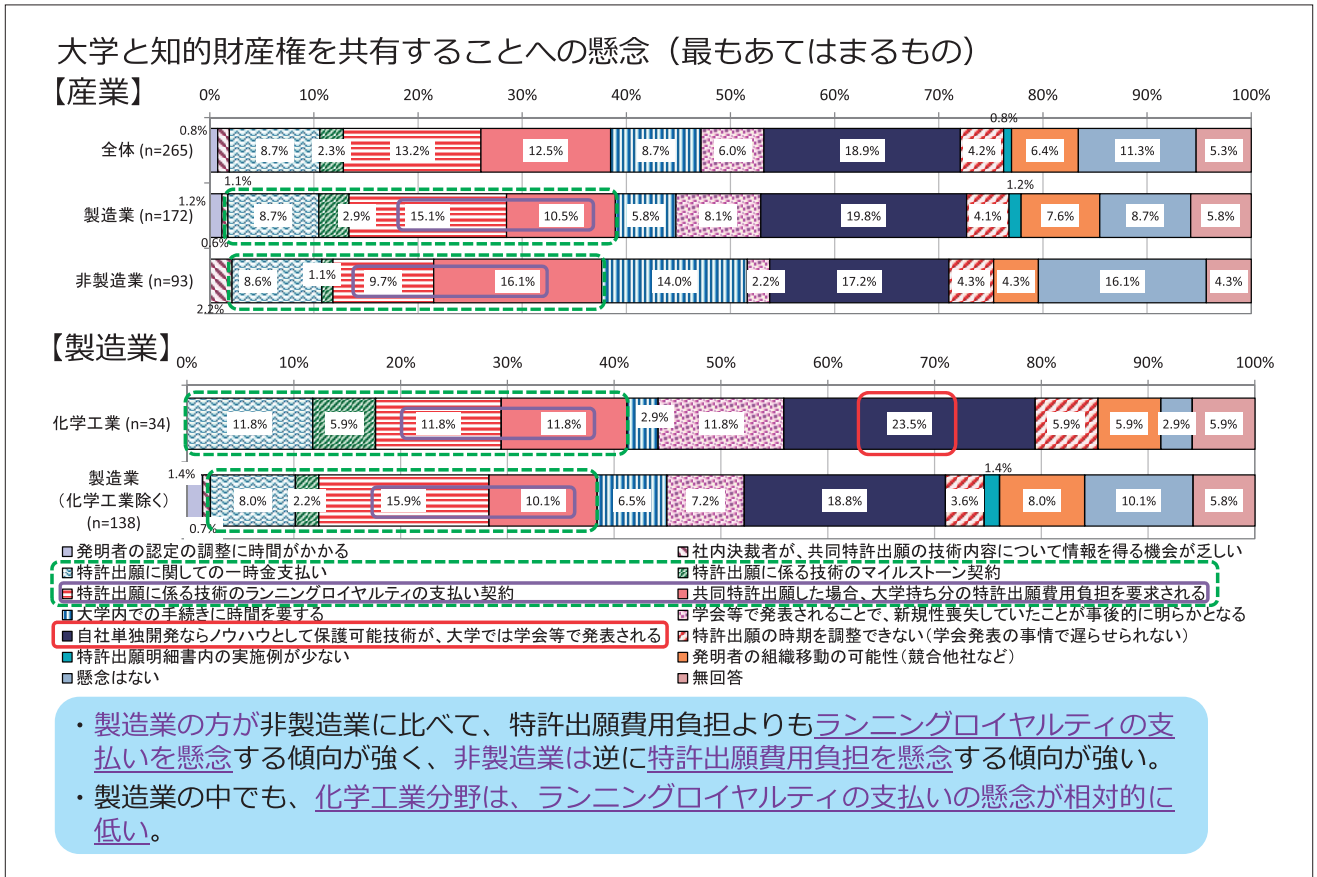 大学と知的財産権を共有することへの懸念（最もあてはまるもの）
【産業】
0% 10% 20% 30% 40% 50% 60% 70% 80% 90% 100%
0.8% 0.8%
全体 (n=265) 8.7% 2.3% 13.2% 12.5% 8.7% 6.0% 18.9% 4.2% 6.4% 11.3% 5.3%
1.1%
1.2% 1.2%
製造業 (n=172) 8.7% 2.9% 15.1% 10.5% 5.8% 8.1% 19.8% 4.1% 7.6% 8.7% 5.8%
0.6%
非製造業 (n=93) 8.6% 1.1% 9.7% 16.1% 14.0% 2.2% 17.2% 4.3% 4.3% 16.1% 4.3%
2.2%
【製造業】
0% 10% 20% 30% 40% 50% 60% 70% 80% 90% 100%
化学工業 (n=34) 11.8% 5.9% 11.8% 11.8% 2.9% 11.8% 23.5% 5.9% 5.9% 2.9% 5.9%
1.4% 1.4%
製造業
（化学工業除く） 8.0% 2.2% 15.9% 10.1% 6.5% 7.2% 18.8% 3.6% 8.0% 10.1% 5.8%
(n=138)
0.7%
発明者の認定の調整に時間がかかる
社内決裁者が、共同特許出願の技術内容について情報を得る機会が乏しい
特許出願に関しての一時金支払い
特許出願に係る技術のマイルストーン契約
特許出願に係る技術のランニングロイヤルティの支払い契約
共同特許出願した場合、大学持ち分の特許出願費用負担を要求される
大学内での手続きに時間を要する
学会等で発表されることで、新規性喪失していたことが事後的に明らかとなる
自社単独開発ならノウハウとして保護可能技術が、大学では学会等で発表される
特許出願の時期を調整できない（学会発表の事情で遅らせられない）
特許出願明細書内の実施例が少ない
発明者の組織移動の可能性（競合他社など）
懸念はない
無回答
・製造業の方が非製造業に比べて、特許出願費用負担よりもランニングロイヤルティの支
払いを懸念する傾向が強く、非製造業は逆に特許出願費用負担を懸念する傾向が強い。
・製造業の中でも、化学工業分野は、ランニングロイヤルティの支払いの懸念が相対的に
低い。